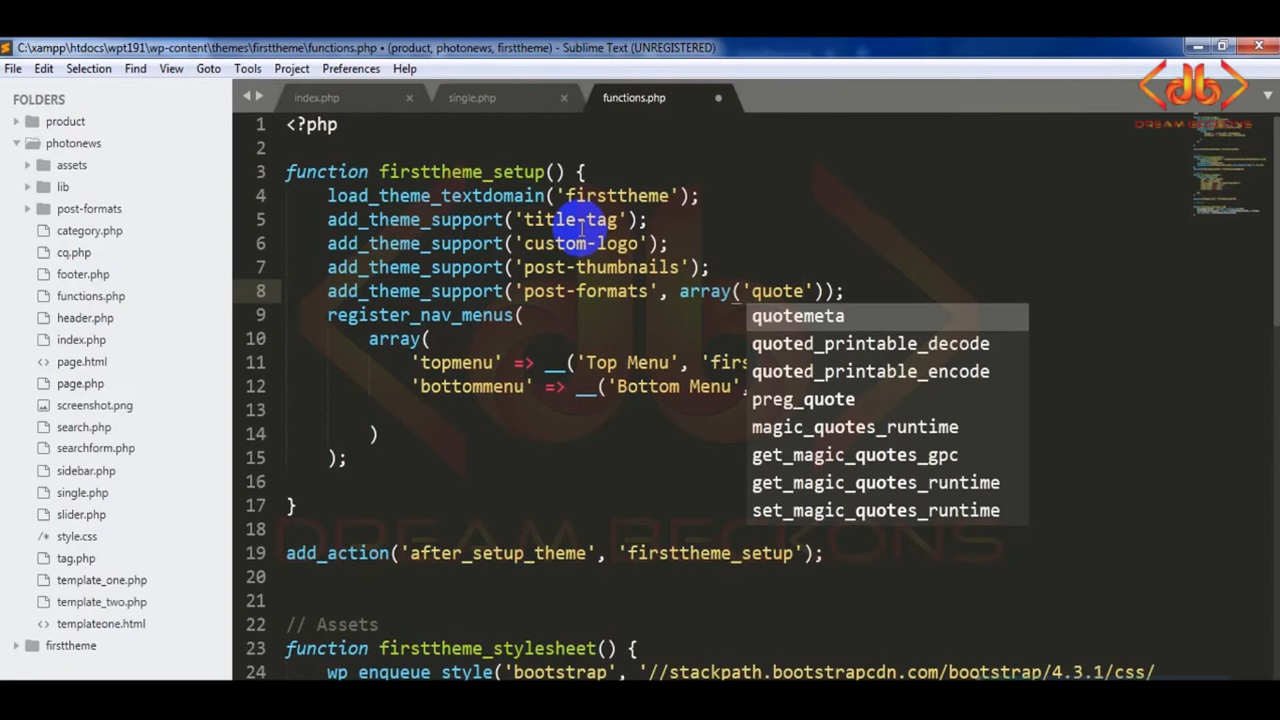 C:\xampp\htdocs\wpt191\wp-content\themes\firsttheme\functions.php • (product, photonews, firsttheme) - Sublime Text (UNREGISTERED)
File Edit Selection Find View Goto Tools Project Preferences Help
FOLDERS
product
photonews
assets
lib
post-formats
category.php
cq.php
footer.php
functions.php
header.php
index.php
page.html
page.php
screenshot.png
search.php
searchform.php
sidebar.php
single.php
slider.php
style.css
tag.php
template_one.php
template_two.php
templateone.html
firsttheme
index.php single.php functions.php
DREAM BECKONS
1 <?php
2
3 function firsttheme_setup() {
4 load_theme_textdomain('firsttheme');
5 add_theme_support('title-tag');
6 add_theme_support('custom-logo');
7 add_theme_support('post-thumbnails');
8 add_theme_support('post-formats', array('quote'));
9 register_nav_menus(
10 array(
11 'topmenu' => __('Top Menu', 'firs
12 'bottommenu' => __('Bottom Menu',
13
14 )
15 );
16
17 }
18
19 add_action('after_setup_theme', 'firsttheme_setup');
20
21
22 // Assets
23 function firsttheme_stylesheet() {
24 wp_enqueue_style('bootstrap', '//stackpath.bootstrapcdn.com/bootstrap/4.3.1/css/
quotemeta
quoted_printable_decode
quoted_printable_encode
preg_quote
magic_quotes_runtime
get_magic_quotes_gpc
get_magic_quotes_runtime
set_magic_quotes_runtime
DREAM BECKONS